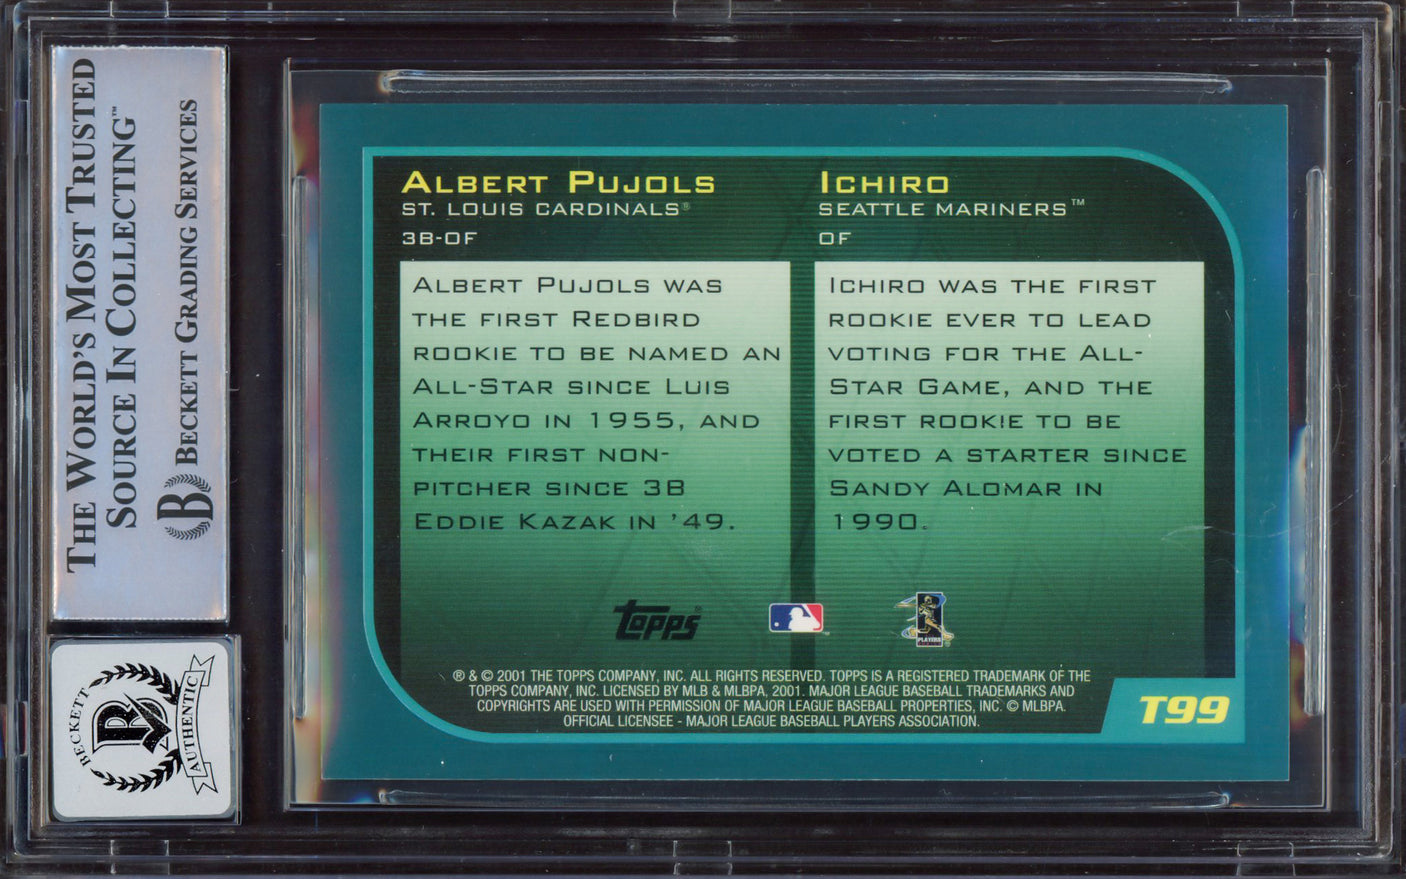 THE WORLD'S MOST TRUSTED
SOURCE IN COLLECTING™
BECKETT GRADING SERVICES
B
BECKETT
B
AUTHENTIC
ALBERT PUJOLS
ST. LOUIS CARDINALS®
3B-OF
ALBERT PUJOLS WAS
THE FIRST REDBIRD
ROOKIE TO BE NAMED AN
ALL-STAR SINCE LUIS
ARROYO IN 1955, AND
THEIR FIRST NON-
PITCHER SINCE 3B
EDDIE KAZAK IN '49.
ICHIRO
SEATTLE MARINERS™
OF
ICHIRO WAS THE FIRST
ROOKIE EVER TO LEAD
VOTING FOR THE ALL-
STAR GAME, AND THE
FIRST ROOKIE TO BE
VOTED A STARTER SINCE
SANDY ALOMAR IN
1990.
Topps®
PLAYERS
® & © 2001 THE TOPPS COMPANY, INC. ALL RIGHTS RESERVED. TOPPS IS A REGISTERED TRADEMARK OF THE
TOPPS COMPANY, INC. LICENSED BY MLB & MLBPA, 2001. MAJOR LEAGUE BASEBALL TRADEMARKS AND
COPYRIGHTS ARE USED WITH PERMISSION OF MAJOR LEAGUE BASEBALL PROPERTIES, INC. © MLBPA.
OFFICIAL LICENSEE - MAJOR LEAGUE BASEBALL PLAYERS ASSOCIATION.
T99